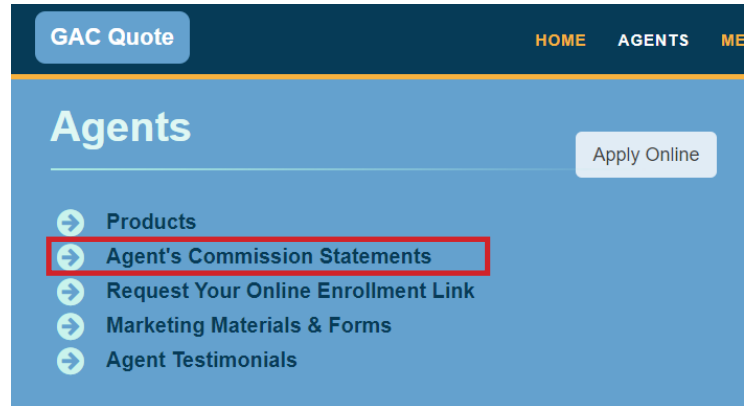 GAC Quote
HOME AGENTS ME
Agents
Apply Online
Products
Agent's Commission Statements
Request Your Online Enrollment Link
Marketing Materials & Forms
Agent Testimonials